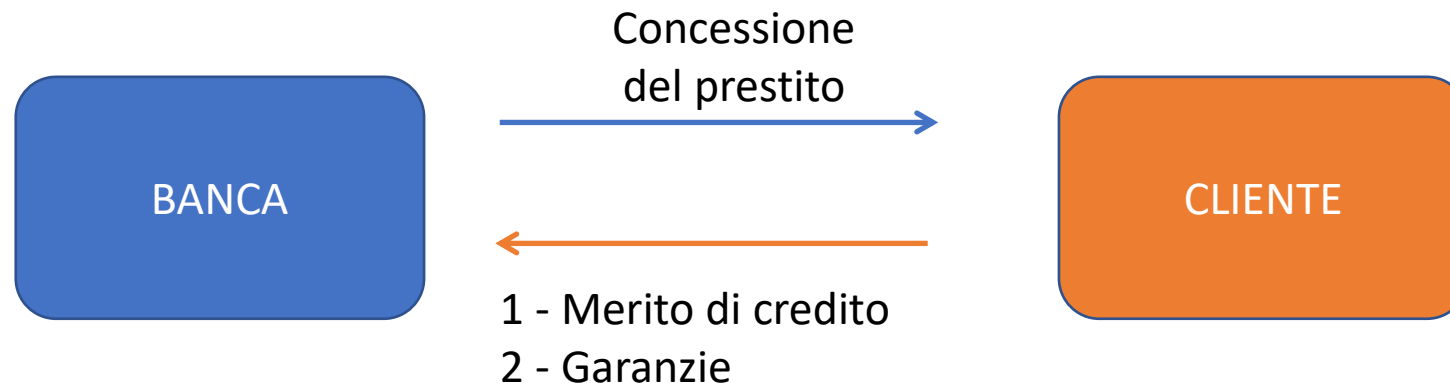 Concessione
del prestito
BANCA
CLIENTE
1 - Merito di credito
2 - Garanzie